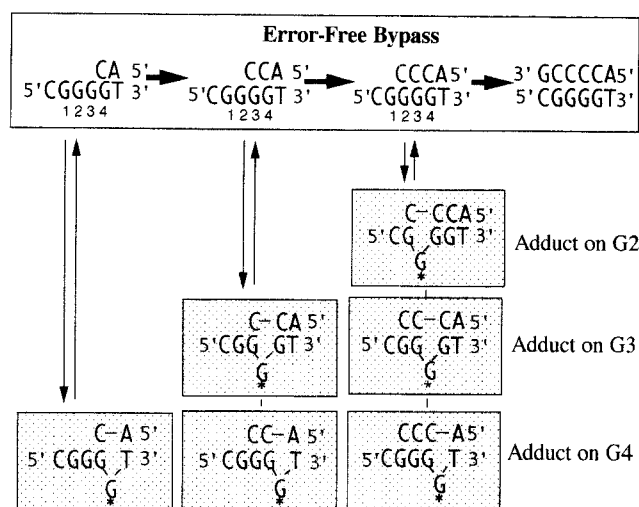 Error-Free Bypass
CA 5' CCA 5' CCCA5' 3' GCCCCA5'
5'CGGGGT 3' 5'CGGGGT3' 5'CGGGGT3' 5'CGGGGT3'
1234 1234 1234
C-CCA5'
5'CG GGT 3' Adduct on G2
G
*
C-CA5' CC-CA5'
5'CGG GT 3' 5'CGG GT 3' Adduct on G3
G G
* *
C-A 5' CC-A5' CCC-A5'
5' CGGG T 3' 5' CGGG T 3' 5' CGGG T 3' Adduct on G4
G G G
* * *